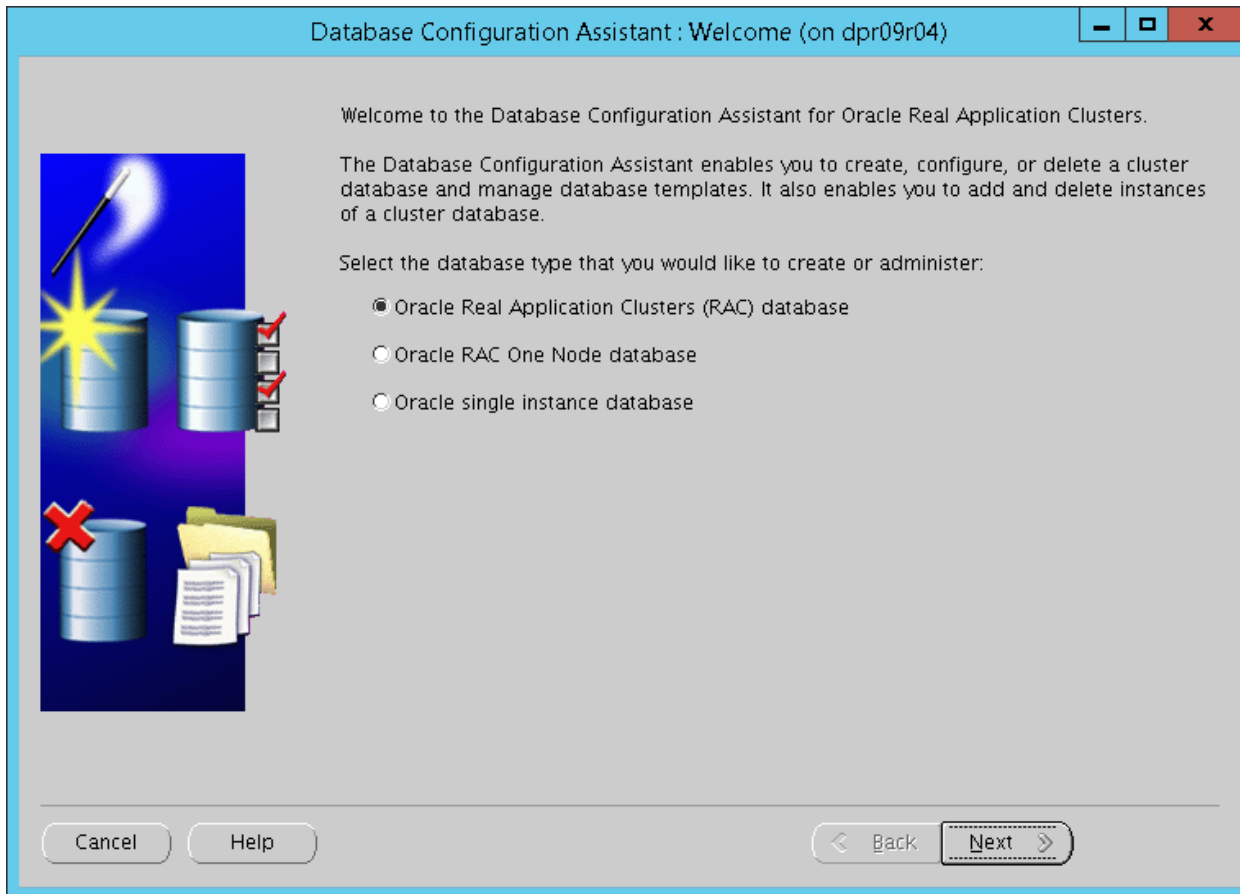 Database Configuration Assistant : Welcome (on dpr09r04)
Welcome to the Database Configuration Assistant for Oracle Real Application Clusters.
The Database Configuration Assistant enables you to create, configure, or delete a cluster
database and manage database templates. It also enables you to add and delete instances
of a cluster database.
Select the database type that you would like to create or administer:
Oracle Real Application Clusters (RAC) database
Oracle RAC One Node database
Oracle single instance database
Cancel Help Back Next